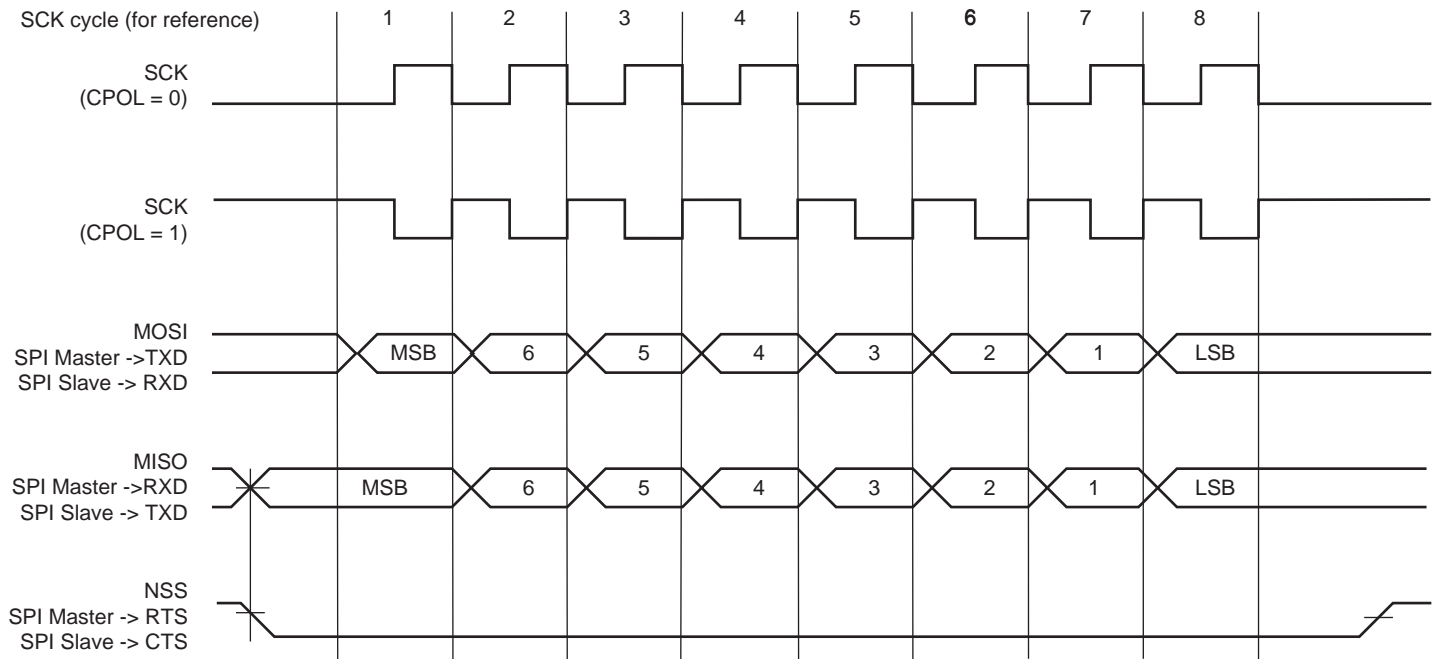 SCK cycle (for reference) 1 2 3 4 5 6 7 8
SCK
(CPOL = 0)
SCK
(CPOL = 1)
MOSI
SPI Master ->TXD
SPI Slave -> RXD
MSB 6 5 4 3 2 1 LSB
MISO
SPI Master ->RXD
SPI Slave -> TXD
MSB 6 5 4 3 2 1 LSB
NSS
SPI Master -> RTS
SPI Slave -> CTS